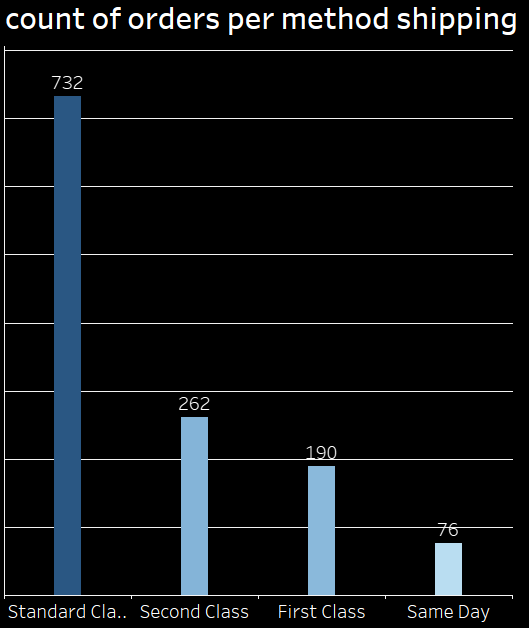 count of orders per method shipping
732
262
190
76
Standard Cla.. Second Class First Class Same Day